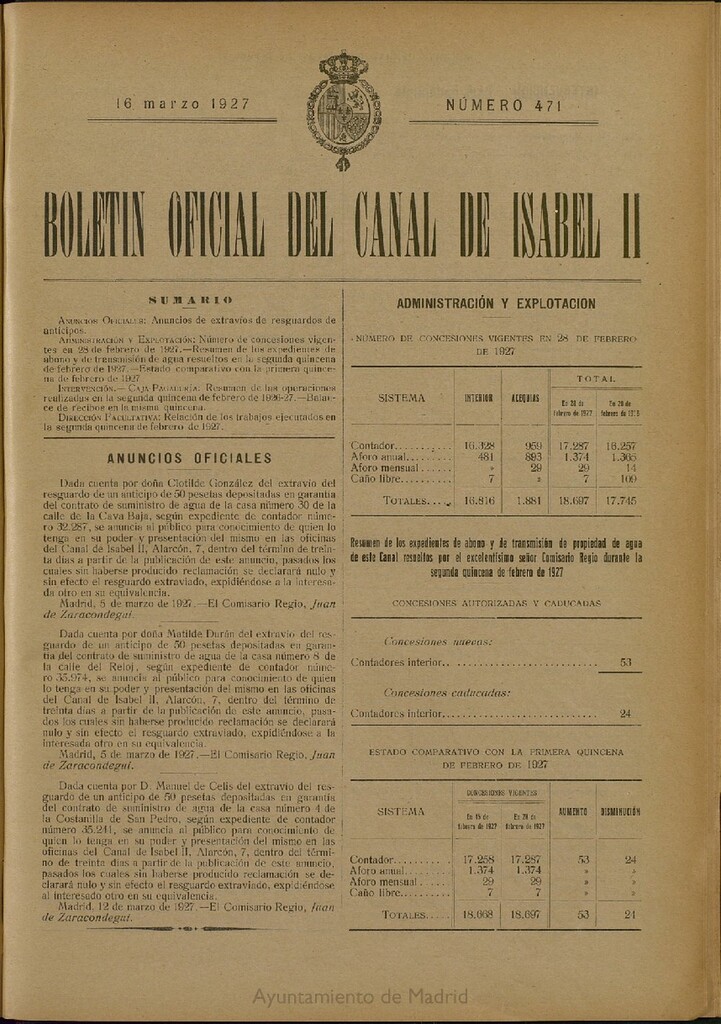 16 marzo 1927
NÚMERO 471
BOLETIN OFICIAL DEL CANAL DE ISABEL II
SUMARIO
ANUNCIOS OFICIALES: Anuncios de extravíos de resguardos de
anticipos.
ADMINISTRACIÓN Y EXPLOTACIÓN: Número de concesiones vigen-
tes en 28 de febrero de 1927.—Resumen de los expedientes de
abono y de transmisión de agua resueltos en la segunda quincena
de febrero de 1927.—Estado comparativo con la primera quince-
na de febrero de 1927
INTERVENCIÓN.—CAJA PAGADURÍA: Resumen de las operaciones
realizadas en la segunda quincena de febrero de 1926-27.—Balan-
ce de recibos en la misma quincena.
DIRECCIÓN FACULTATIVA: Relación de los trabajos ejecutados en
la segunda quincena de febrero de 1927.
ANUNCIOS OFICIALES
Dada cuenta por doña Clotilde González del extravío del
resguardo de un anticipo de 50 pesetas depositadas en garantía
del contrato de suministro de agua de la casa número 30 de la
calle de la Cava Baja, según expediente de contador núme-
ro 32.287, se anuncia al público para conocimiento de quien lo
tenga en su poder y presentación del mismo en las oficinas
del Canal de Isabel II, Alarcón, 7, dentro del término de trein-
ta días a partir de la publicación de este anuncio, pasados los
cuales sin haberse producido reclamación se declarará nulo y
sin efecto el resguardo extraviado, expidiéndose a la interesa-
da otro en su equivalencia.
Madrid, 5 de marzo de 1927.—El Comisario Regio, Juan
de Zaracondegui.
Dada cuenta por doña Matilde Durán del extravío del res-
guardo de un anticipo de 50 pesetas depositadas en garan-
tía del contrato de suministro de agua de la casa número 8 de
la calle del Reloj, según expediente de contador núme-
ro 35.974, se anuncia al público para conocimiento de quien
lo tenga en su poder y presentación del mismo en las oficinas
del Canal de Isabel II, Alarcón, 7, dentro del término de
treinta días a partir de la publicación de este anuncio, pasa-
dos los cuales sin haberse producido reclamación se declarará
nulo y sin efecto el resguardo extraviado, expidiéndose a la
interesada otro en su equivalencia.
Madrid, 5 de marzo de 1927.—El Comisario Regio, Juan
de Zaracondegui.
Dada cuenta por D. Manuel de Celis del extravío del res-
guardo de un anticipo de 50 pesetas depositadas en garantía
del contrato de suministro de agua de la casa número 4 de la
Costanilla de San Pedro, según expediente de contador
número 35.241, se anuncia al público para conocimiento de
quien lo tenga en su poder y presentación del mismo en las
oficinas del Canal de Isabel II, Alarcón, 7, dentro del térmi-
no de treinta días a partir de la publicación de este anuncio,
pasados los cuales sin haberse producido reclamación se de-
clarará nulo y sin efecto el resguardo extraviado, expidiéndose
al interesado otro en su equivalencia.
Madrid, 12 de marzo de 1927.—El Comisario Regio, Juan
de Zaracondegui.
ADMINISTRACIÓN Y EXPLOTACION
NÚMERO DE CONCESIONES VIGENTES EN 28 DE FEBRERO
DE 1927
SISTEMA INTERIOR ACEQUIAS TOTAL
En 28 de febrero de 1927 En 28 de febrero de
Contador.......... 16.328 959 17.287 16.257
Aforo anual........ 481 893 1.374 1.365
Aforo mensual...... » 29 29 14
Caño libre......... 7 » 7 109
TOTALES.... 16.816 1.881 18.697 17.745
Resumen de los expedientes de abono y de transmisión de propiedad de agua
de este Canal resueltos por el excelentísimo señor Comisario Regio durante la
segunda quincena de febrero de 1927
CONCESIONES AUTORIZADAS Y CADUCADAS
Concesiones nuevas:
Contadores interior.............................. 53
Concesiones caducadas:
Contadores interior.............................. 24
ESTADO COMPARATIVO CON LA PRIMERA QUINCENA
DE FEBRERO DE 1927
SISTEMA CONCESIONES VIGENTES AUMENTO DISMINUCIÓN
En 15 de febrero de 1927 En 28 de febrero de 1927
Contador.......... 17.258 17.287 53 24
Aforo anual........ 1.374 1.374 » »
Aforo mensual...... 29 29 » »
Caño libre......... 7 7 » »
TOTALES..... 18.668 18.697 53 24
Ayuntamiento de Madrid